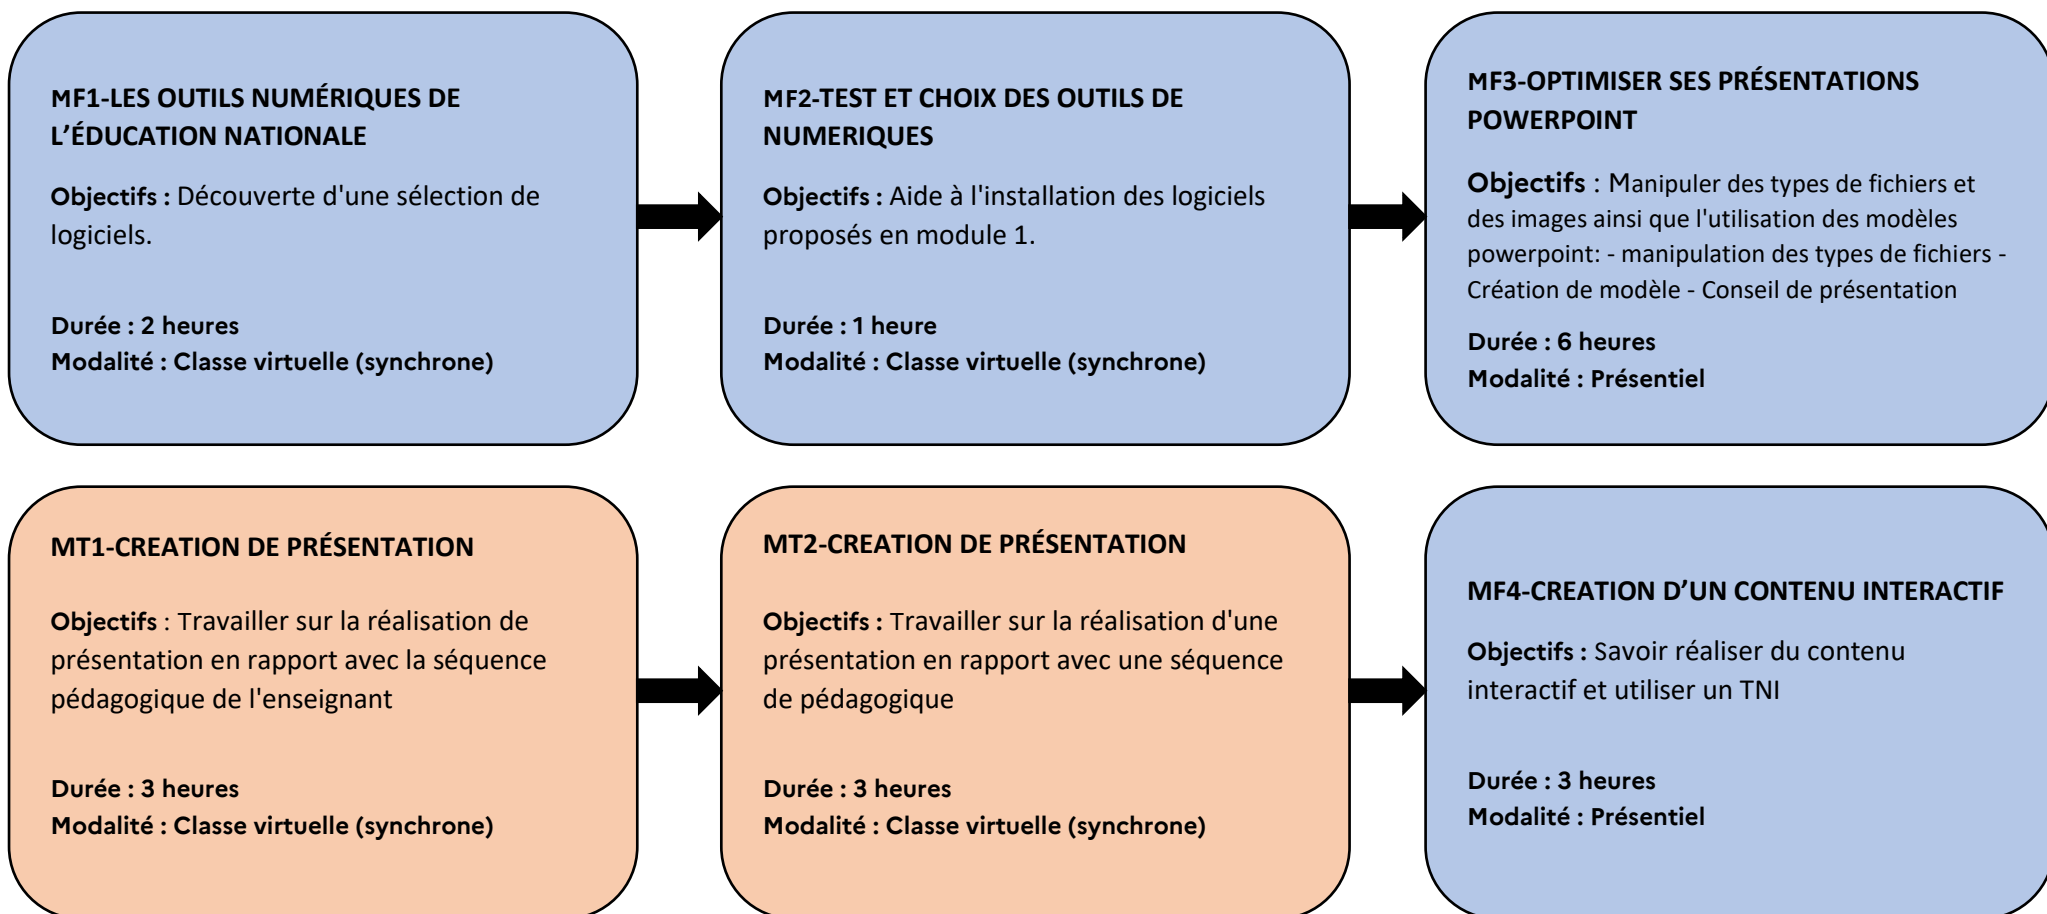 MF1-LES OUTILS NUMÉRIQUES DE
L'ÉDUCATION NATIONALE
Objectifs : Découverte d'une sélection de
logiciels.
Durée : 2 heures
Modalité : Classe virtuelle (synchrone)
MF2-TEST ET CHOIX DES OUTILS DE
NUMERIQUES
Objectifs : Aide à l'installation des logiciels
proposés en module 1.
Durée : 1 heure
Modalité : Classe virtuelle (synchrone)
MF3-OPTIMISER SES PRÉSENTATIONS
POWERPOINT
Objectifs : Manipuler des types de fichiers et
des images ainsi que l'utilisation des modèles
powerpoint: - manipulation des types de fichiers -
Création de modèle - Conseil de présentation
Durée : 6 heures
Modalité : Présentiel
MT1-CREATION DE PRÉSENTATION
Objectifs : Travailler sur la réalisation de
présentation en rapport avec la séquence
pédagogique de l'enseignant
Durée : 3 heures
Modalité : Classe virtuelle (synchrone)
MT2-CREATION DE PRÉSENTATION
Objectifs : Travailler sur la réalisation d'une
présentation en rapport avec une séquence
de pédagogique
Durée : 3 heures
Modalité : Classe virtuelle (synchrone)
MF4-CREATION D'UN CONTENU INTERACTIF
Objectifs : Savoir réaliser du contenu
interactif et utiliser un TNI
Durée : 3 heures
Modalité : Présentiel